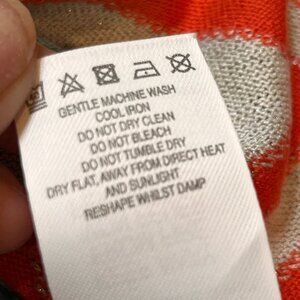 GENTLE MACHINE WASH
COOL IRON
DO NOT DRY CLEAN
DO NOT BLEACH
DO NOT TUMBLE DRY
DRY FLAT, AWAY FROM DIRECT HEAT
AND SUNLIGHT
RESHAPE WHILST DAMP